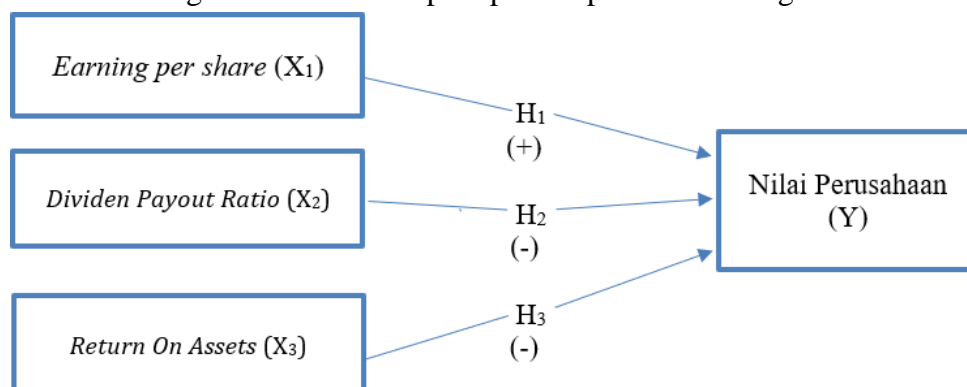 Earning per share (X₁)
H₁
(+)
Dividen Payout Ratio (X₂)
H₂
(-)
Return On Assets (X₃)
H₃
(-)
Nilai Perusahaan
(Y)